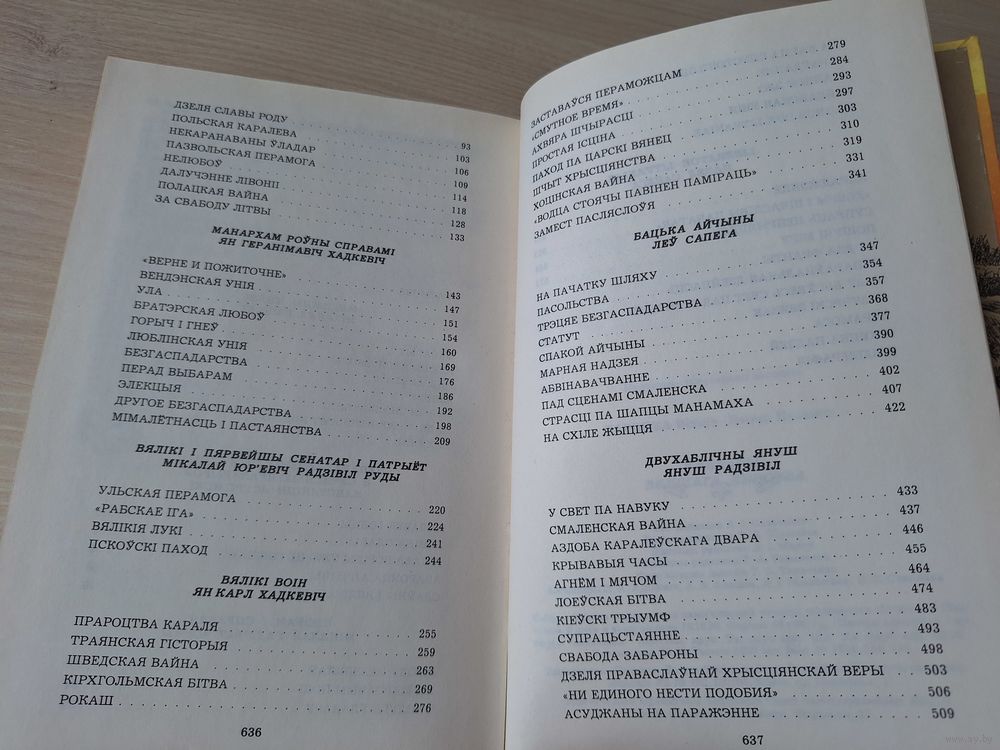 ДЗЕЛЯ СЛАВЫ РОДУ 93
ПОЛЬСКАЯ КАРАЛЕВА 103
НЕКАРАНАВАНЫ ЎЛАДАР 106
ПАЗВОЛЬСКАЯ ПЕРАМОГА 109
НЕЛЮБОЎ 114
ДАЛУЧЭННЕ ЛІВОНІІ 118
ПОЛАЦКАЯ ВАЙНА 128
ЗА СВАБОДУ ЛІТВЫ 133
МАНАРХАМ РОЎНЫ СПРАВАМІ
ЯН ГЕРАНІМАВІЧ ХАДКЕВІЧ
«ВЕРНЕ И ПОЖИТОЧНЕ» 143
ВЕНДЭНСКАЯ УНІЯ 147
УЛА 151
БРАТЭРСКАЯ ЛЮБОЎ 154
ГОРЫЧ І ГНЕЎ 160
ЛЮБЛІНСКАЯ УНІЯ 169
БЕЗГАСПАДАРСТВА 176
ПЕРАД ВЫБАРАМ 186
ЭЛЕКЦЫЯ 192
ДРУГОЕ БЕЗГАСПАДАРСТВА 198
МІМАЛЁТНАСЦЬ І ПАСТАЯНСТВА 209
ВЯЛІКІ І ПЯРВЕЙШЫ СЕНАТАР І ПАТРЫЁТ
МІКАЛАЙ ЮР'ЕВІЧ РАДЗІВІЛ РУДЫ
УЛЬСКАЯ ПЕРАМОГА 220
«РАБСКАЕ ІГА» 224
ВЯЛІКІЯ ЛУКІ 241
ПСКОЎСКІ ПАХОД 244
ВЯЛІКІ ВОІН
ЯН КАРЛ ХАДКЕВІЧ
ПРАРОЦТВА КАРАЛЯ 255
ТРАЯНСКАЯ ГІСТОРЫЯ 259
ШВЕДСКАЯ ВАЙНА 263
КІРХГОЛЬМСКАЯ БІТВА 269
РОКАШ 276
636
ЗАСТАВАЎСЯ ПЕРАМОЖЦАМ 279
«СМУТНОЕ ВРЕМЯ» 284
АХВЯРА ШЧЫРАСЦІ 293
ПРОСТАЯ ІСЦІНА 297
ПАХОД ПА ЦАРСКІ ВЯНЕЦ 303
ШЧЫТ ХРЫСЦІЯНСТВА 310
ХОЦІНСКАЯ ВАЙНА 319
«ВОДЦА СТОЯЧЫ ПАВІНЕН ПАМІРАЦЬ» 331
ЗАМЕСТ ПАСЛЯСЛОЎЯ 341
БАЦЬКА АЙЧЫНЫ
ЛЕЎ САПЕГА
НА ПАЧАТКУ ШЛЯХУ 347
ПАСОЛЬСТВА 354
ТРЭЦЯЕ БЕЗГАСПАДАРСТВА 357
СТАТУТ 368
СПАКОЙ АЙЧЫНЫ 377
МАРНАЯ НАДЗЕЯ 390
АБВІНАВАЧВАННЕ 399
ПАД СЦЕНАМІ СМАЛЕНСКА 402
СТРАСЦІ ПА ШАПЦЫ МАНАМАХА 407
НА СХІЛЕ ЖЫЦЦЯ 422
ДВУХАБЛІЧНЫ ЯНУШ
ЯНУШ РАДЗІВІЛ
У СВЕТ ПА НАВУКУ 433
СМАЛЕНСКАЯ ВАЙНА 437
АЗДОБА КАРАЛЕЎСКАГА ДВАРА 446
КРЫВАВЫЯ ЧАСЫ 455
АГНЁМ І МЯЧОМ 464
ЛОЕЎСКАЯ БІТВА 474
КІЕЎСКІ ТРЫУМФ 483
СУПРАЦЬСТАЯННЕ 493
СВАБОДА ЗАБАРОНЫ 498
ДЗЕЛЯ ПРАВАСЛАЎНАЙ ХРЫСЦІЯНСКАЙ ВЕРЫ 503
«НИ ЕДИНОГО НЕСТИ ПОДОБИЯ» 506
АСУДЖАНЫ НА ПАРАЖЭННЕ 509
637
www.ay.by